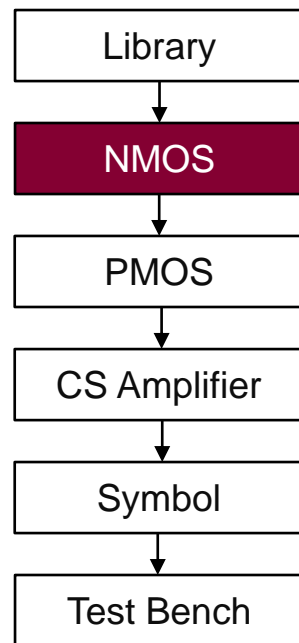 Library
NMOS
PMOS
CS Amplifier
Symbol
Test Bench